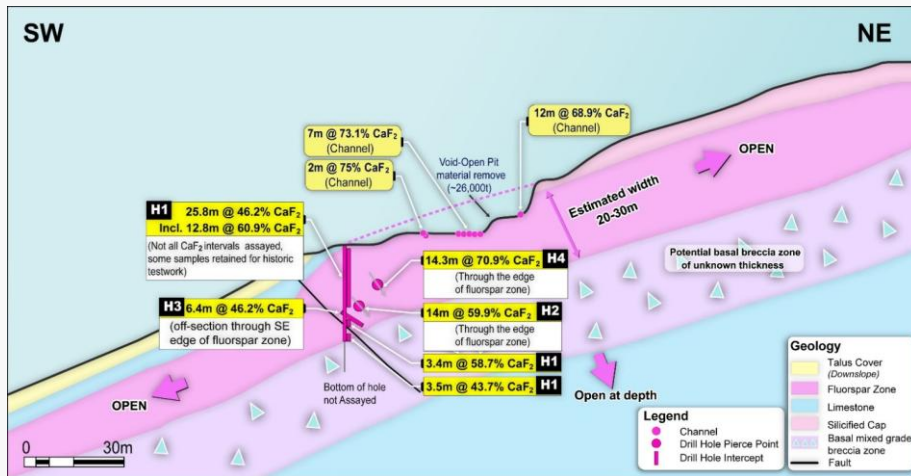 SW
NE
12m @ 68.9% CaF₂
(Channel)
7m @ 73.1% CaF₂
(Channel)
2m @ 75% CaF₂
(Channel)
Void-Open Pit
material remove
(~26,000t)
OPEN
Estimated width
20-30m
H1 25.8m @ 46.2% CaF₂
Incl. 12.8m @ 60.9% CaF₂
(Not all CaF₂ intervals assayed,
some samples retained for historic
testwork)
14.3m @ 70.9% CaF₂ H4
(Through the edge
of fluorspar zone)
Potential basal breccia zone
of unknown thickness
H3 6.4m @ 46.2% CaF₂
(off-section through SE
edge of fluorspar zone)
14m @ 59.9% CaF₂ H2
(Through the edge
of fluorspar zone)
3.4m @ 58.7% CaF₂ H1
3.5m @ 43.7% CaF₂ H1
Bottom of hole
not Assayed
OPEN
Open at depth
0 30m
Legend
Channel
Drill Hole Pierce Point
Drill Hole Intercept
Geology
Talus Cover
(Downslope)
Fluorspar Zone
Limestone
Silicified Cap
Basal mixed grade
breccia zone
Fault